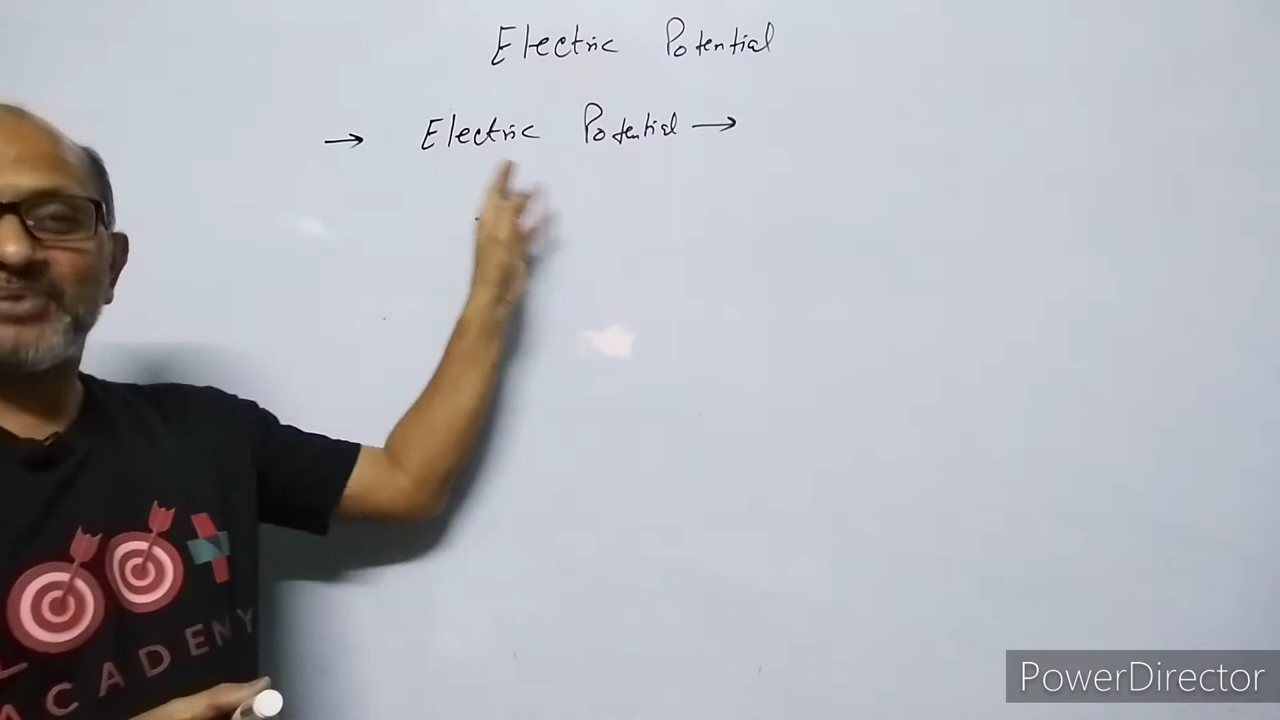 Electric Potential
→ Electric Potential →
ACADEMY
PowerDirector